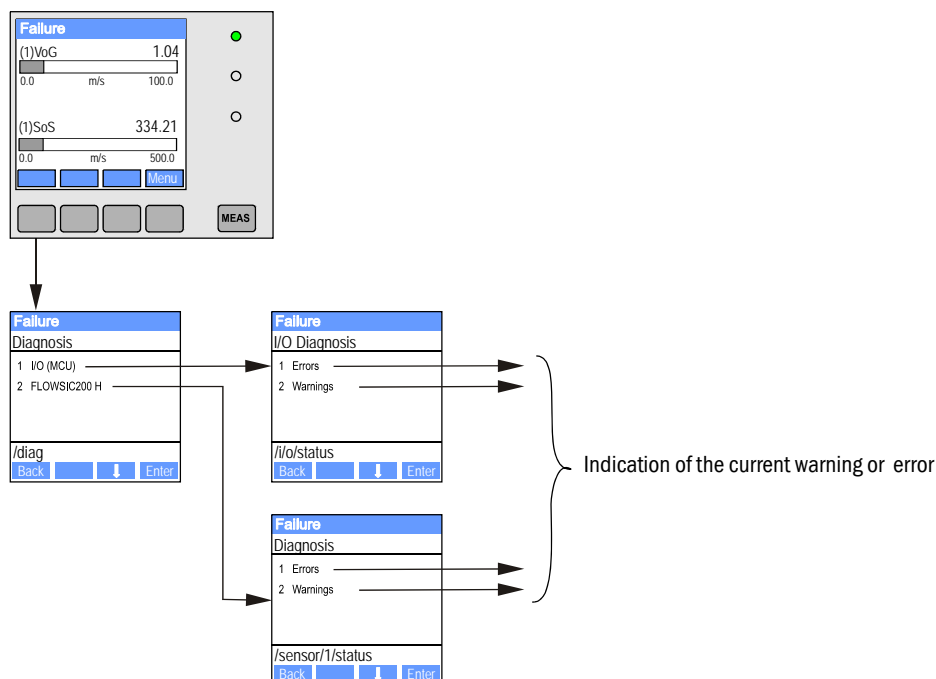 Failure
(1)VoG 1.04
0.0 m/s 100.0
(1)SoS 334.21
0.0 m/s 500.0
Menu
MEAS
Failure
Diagnosis
1 I/O (MCU)
2 FLOWSIC200 H
/diag
Back Enter
Failure
I/O Diagnosis
1 Errors
2 Warnings
/i/o/status
Back Enter
Indication of the current warning or error
Failure
Diagnosis
1 Errors
2 Warnings
/sensor/1/status
Back Enter